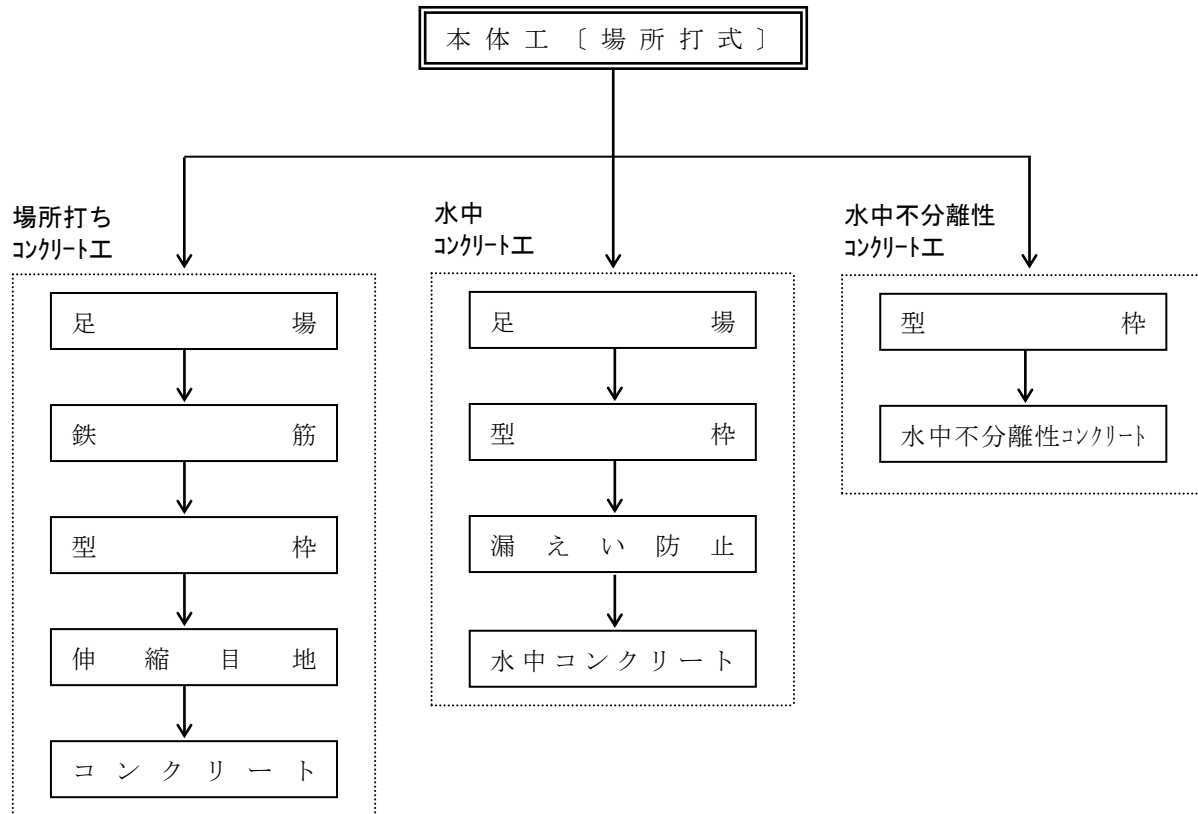 本体工〔場所打式〕
場所打ち
ｺﾝｸﾘｰﾄ工
足場
鉄筋
型枠
伸縮目地
コンクリート
水中
ｺﾝｸﾘｰﾄ工
足場
型枠
漏えい防止
水中コンクリート
水中不分離性
ｺﾝｸﾘｰﾄ工
型枠
水中不分離性ｺﾝｸﾘｰﾄ